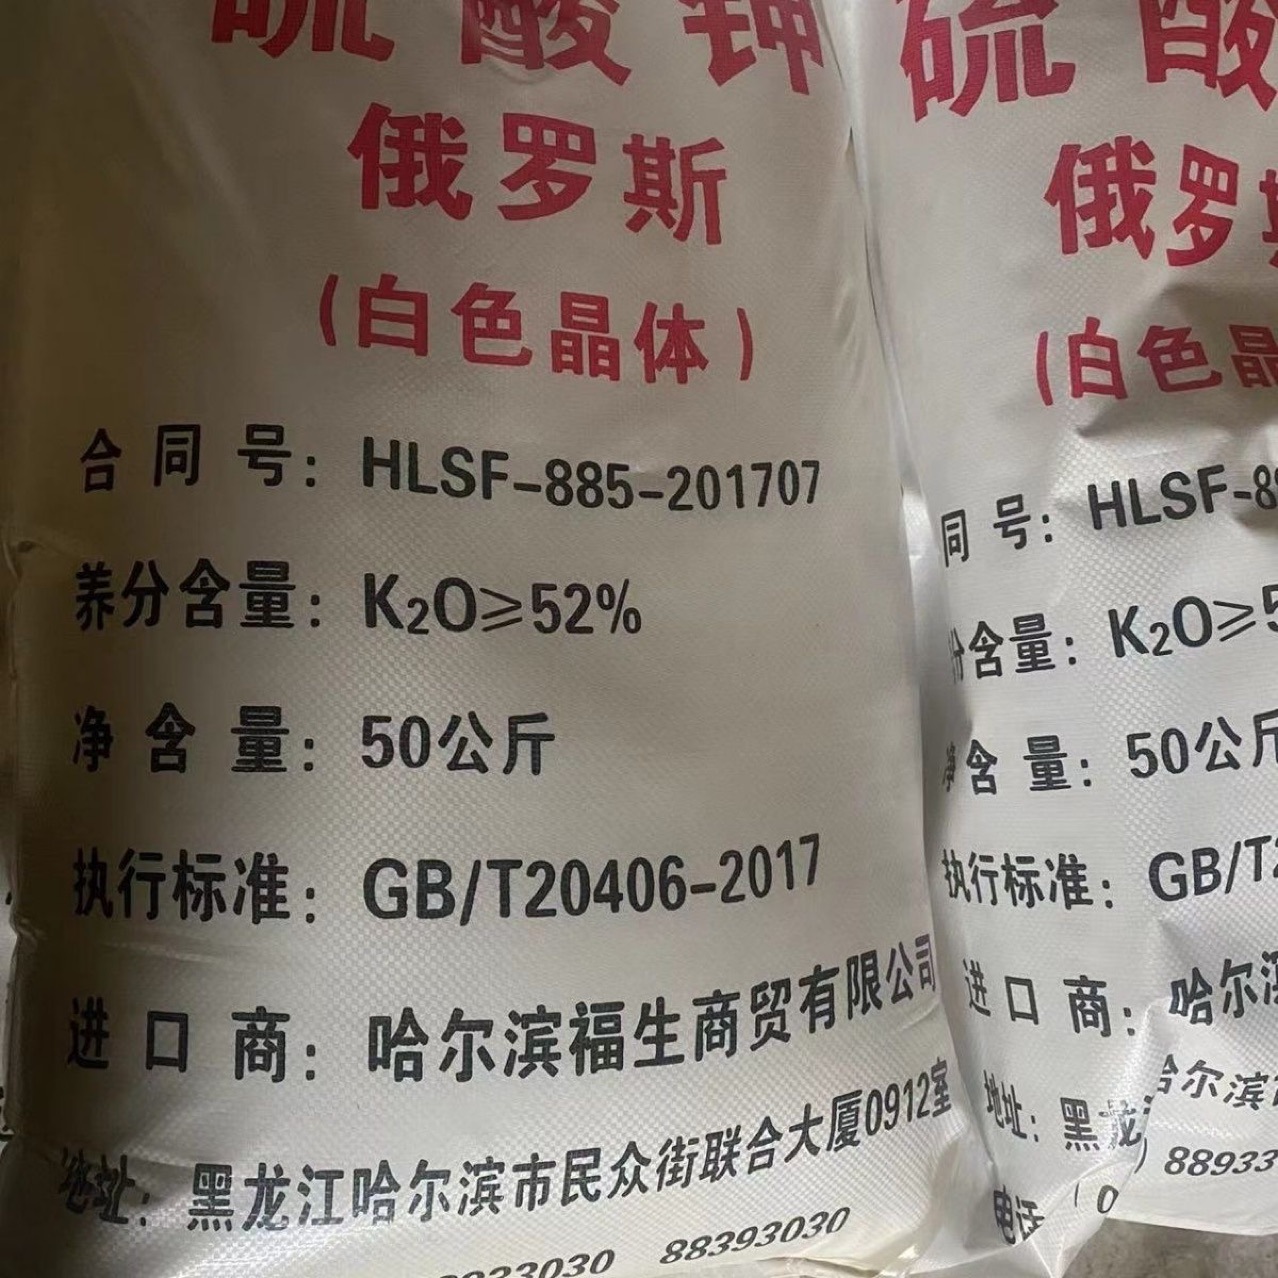 硫酸钾
俄罗斯
(白色晶体)
合同号: HLSF-885-201707
养分含量: K₂O≥52%
净含量: 50公斤
执行标准: GB/T20406-2017
进口商: 哈尔滨福生商贸有限公司
地址: 黑龙江哈尔滨市民众街联合大厦0912室
33030 88393030
硫酸
俄罗
(白色晶
同号: HLSF-8
份含量: K₂O≥5
净含量: 50公斤
执行标准: GB/T2
进口商: 哈尔滨
地址: 黑龙
哈尔滨
88933
电话